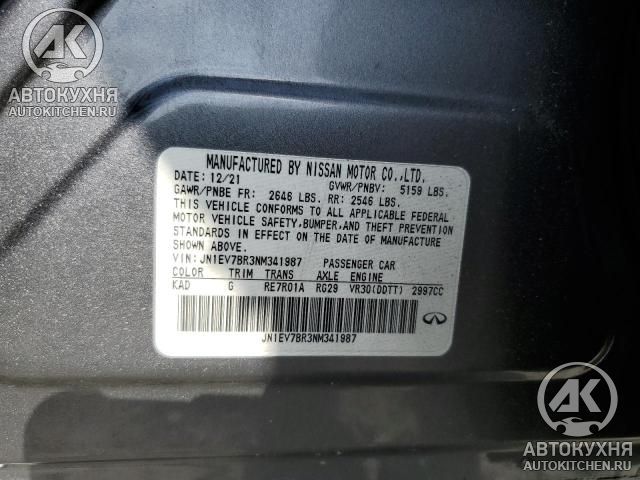 АК
АВТОКУХНЯ
AUTOKITCHEN.RU
MANUFACTURED BY NISSAN MOTOR CO.,LTD.
DATE: 12/21 GVWR/PNBV: 5159 LBS.
GAWR/PNBE FR: 2646 LBS. RR: 2546 LBS.
THIS VEHICLE CONFORMS TO ALL APPLICABLE FEDERAL
MOTOR VEHICLE SAFETY,BUMPER,AND THEFT PREVENTION
STANDARDS IN EFFECT ON THE DATE OF MANUFACTURE
SHOWN ABOVE.
VIN: JN1EV7BR3NM341987 PASSENGER CAR
COLOR TRIM TRANS AXLE ENGINE
KAD G RE7R01A RG29 VR30(DDTT) 2997CC
JN1EV7BR3NM341987
АК
АВТОКУХНЯ
AUTOKITCHEN.RU